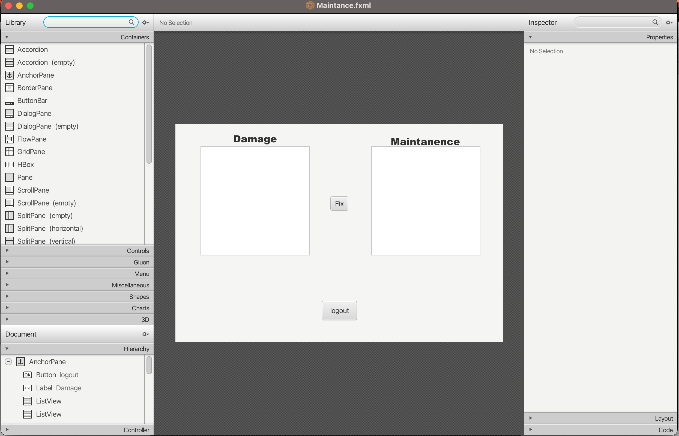 Maintance.fxml
Library
No Selection
Inspector
Containers
Properties
Accordion
No Selection
Accordion (empty)
AnchorPane
BorderPane
ButtonBar
DialogPane
DialogPane (empty)
FlowPane
GridPane
HBox
Pane
ScrollPane
ScrollPane (empty)
SplitPane (empty)
SplitPane (horizontal)
SplitPane (vertical)
Damage
Maintanence
Fix
logout
Controls
Gluon
Menu
Miscellaneous
Shapes
Charts
3D
Document
Hierarchy
AnchorPane
Button logout
Label Damage
ListView
ListView
Controller
Layout
Code